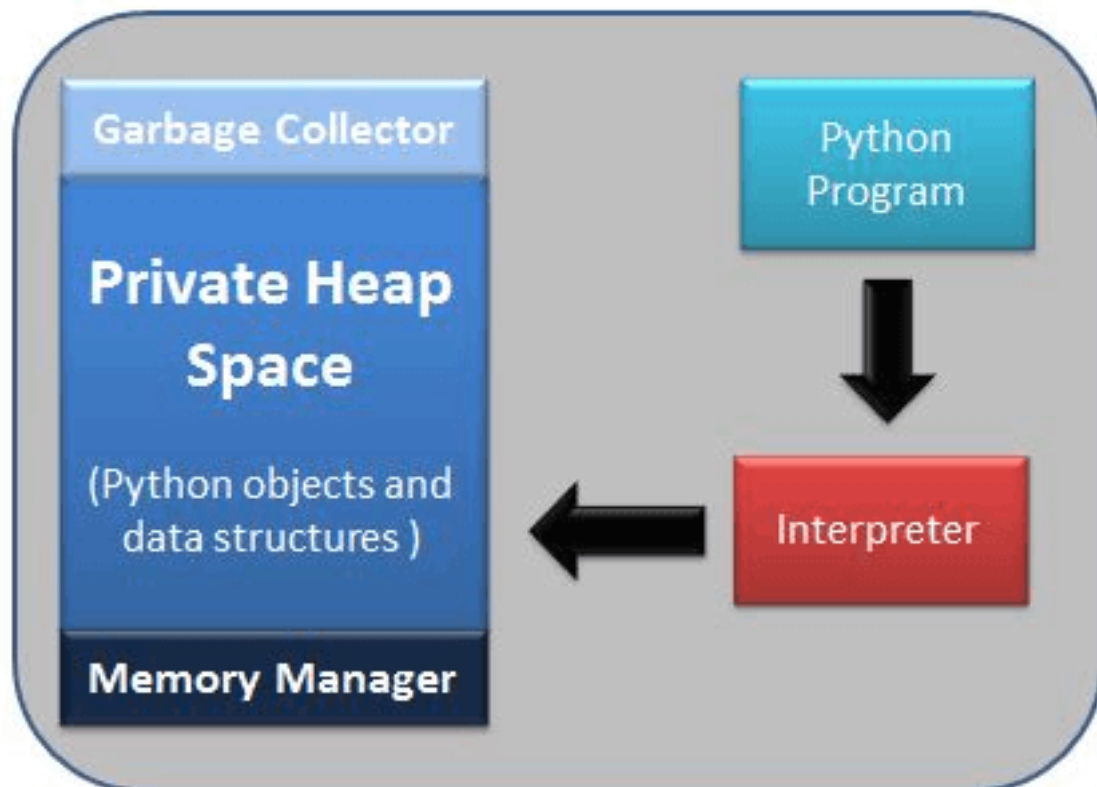 Garbage Collector
Private Heap
Space
(Python objects and
data structures )
Memory Manager
Python
Program
Interpreter